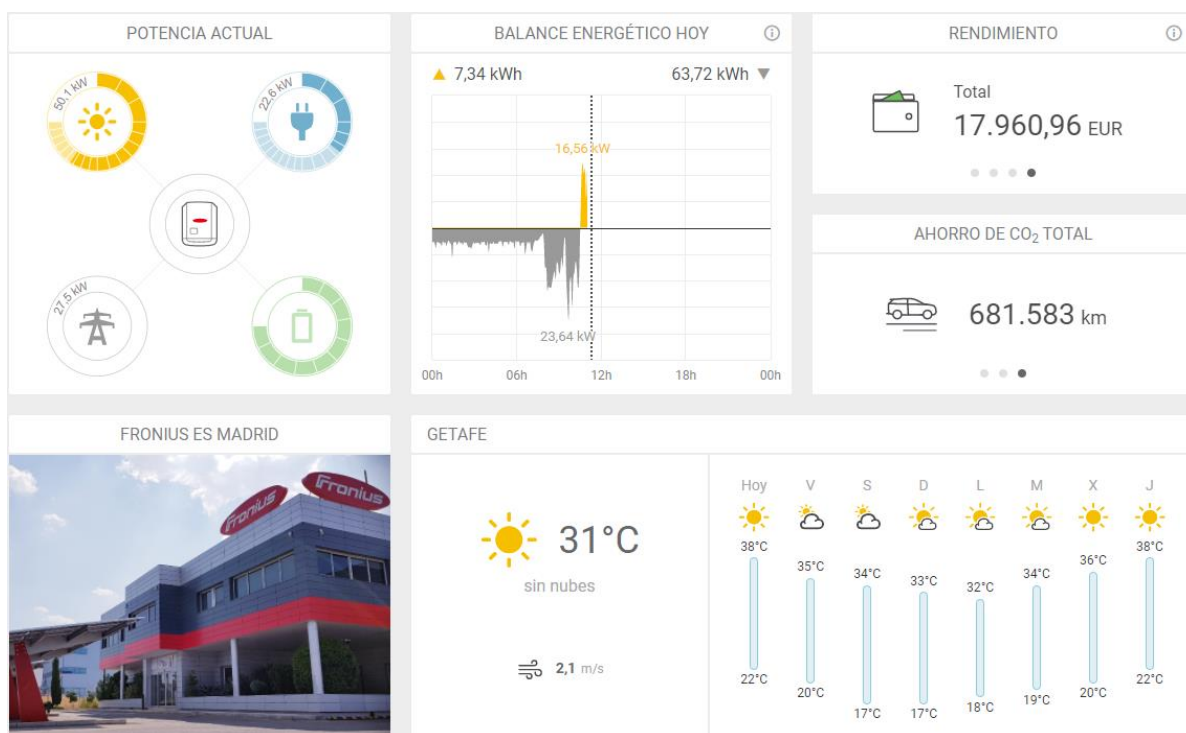 POTENCIA ACTUAL
50,1 kW
22,6 kW
27,5 kW
BALANCE ENERGÉTICO HOY
7,34 kWh
63,72 kWh
16,56 kW
23,64 kW
00h 06h 12h 18h 00h
RENDIMIENTO
Total
17.960,96 EUR
AHORRO DE CO₂ TOTAL
681.583 km
FRONIUS ES MADRID
Fronius
Fronius
GETAFE
31°C
sin nubes
2,1 m/s
Hoy V S D L M X J
38°C 35°C 34°C 33°C 32°C 34°C 36°C 38°C
22°C 20°C 17°C 17°C 18°C 19°C 20°C 22°C